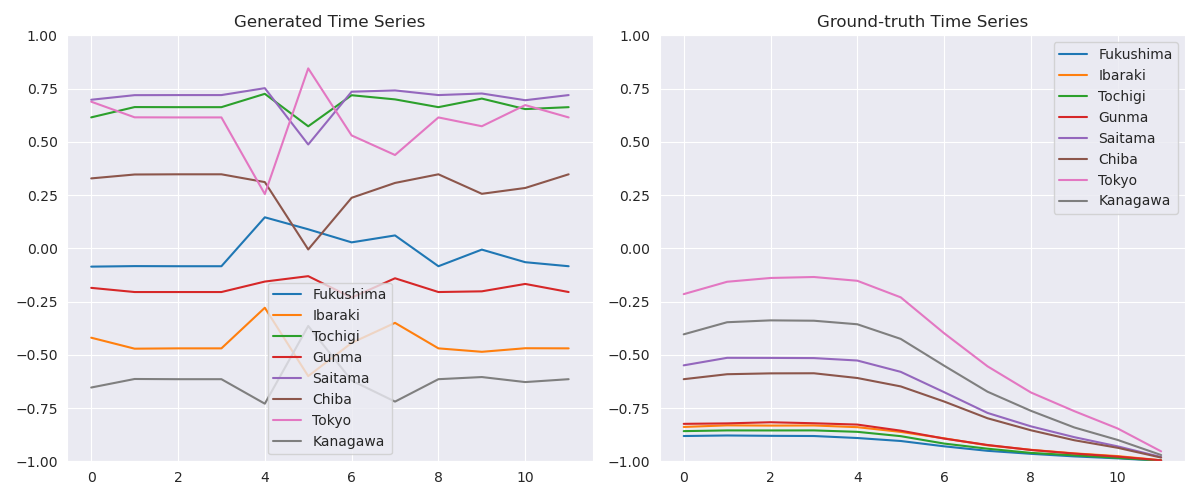 Generated Time Series
1.00
0.75
0.50
0.25
0.00
−0.25
−0.50
−0.75
−1.00
0 2 4 6 8 10
Fukushima
Ibaraki
Tochigi
Gunma
Saitama
Chiba
Tokyo
Kanagawa
Ground-truth Time Series
1.00
0.75
0.50
0.25
0.00
−0.25
−0.50
−0.75
−1.00
0 2 4 6 8 10
Fukushima
Ibaraki
Tochigi
Gunma
Saitama
Chiba
Tokyo
Kanagawa